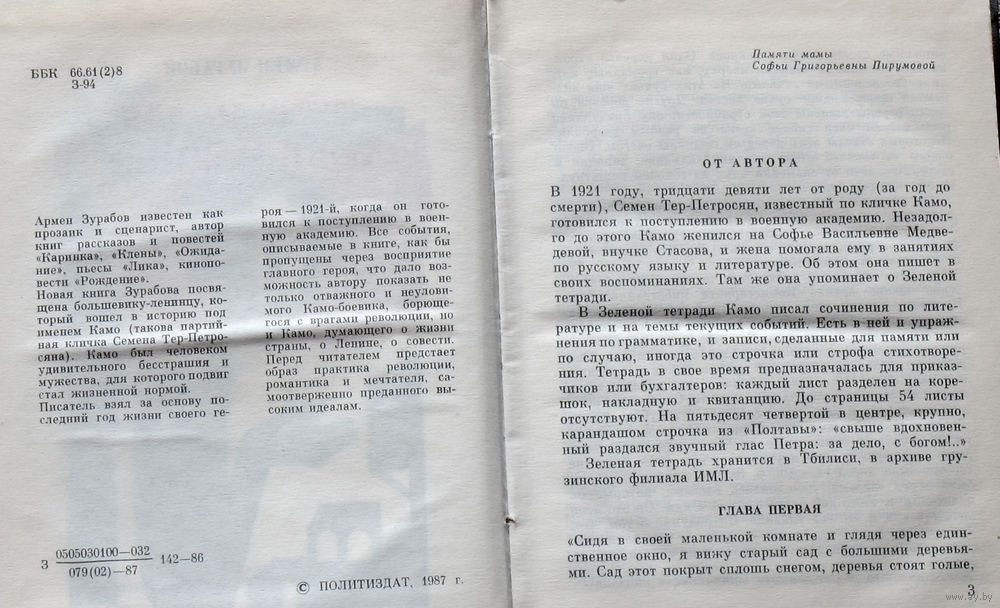 ББК 66.61(2)8
З-94
Армен Зурабов известен как
прозаик и сценарист, автор
книг рассказов и повестей
«Каринка», «Клены», «Ожида-
ние», пьесы «Лика», кинопо-
вести «Рождение».
Новая книга Зурабова посвя-
щена большевику-ленинцу, ко-
торый вошел в историю под
именем Камо (такова партий-
ная кличка Семена Тер-Петро-
сяна). Камо был человеком
удивительного бесстрашия и
мужества, для которого подвиг
стал жизненной нормой.
Писатель взял за основу по-
следний год жизни своего ге-
роя — 1921-й, когда он гото-
вился к поступлению в воен-
ную академию. Все события,
описываемые в книге, как бы
пропущены через восприятие
главного героя, что дало воз-
можность автору показать не
только отважного и неулови-
мого Камо-боевика, борюще-
гося с врагами революции, но
и Камо, думающего о жизни
страны, о Ленине, о совести.
Перед читателем предстает
образ практика революции,
романтика и мечтателя, са-
моотверженно преданного вы-
соким идеалам.
З 0505030100—032
079(02)—87 142—86
© ПОЛИТИЗДАТ, 1987 г.
Памяти мамы
Софьи Григорьевны Пирумовой
ОТ АВТОРА
В 1921 году, тридцати девяти лет от роду (за год до
смерти), Семен Тер-Петросян, известный по кличке Камо,
готовился к поступлению в военную академию. Незадол-
го до этого Камо женился на Софье Васильевне Медве-
девой, внучке Стасова, и жена помогала ему в занятиях
по русскому языку и литературе. Об этом она пишет в
своих воспоминаниях. Там же она упоминает о Зеленой
тетради.
В Зеленой тетради Камо писал сочинения по лите-
ратуре и на темы текущих событий. Есть в ней и упраж-
нения по грамматике, и записи, сделанные для памяти или
по случаю, иногда это строчка или строфа стихотворе-
ния. Тетрадь в свое время предназначалась для приказ-
чиков или бухгалтеров: каждый лист разделен на коре-
шок, накладную и квитанцию. До страницы 54 листы
отсутствуют. На пятьдесят четвертой в центре, крупно,
карандашом строчка из «Полтавы»: «свыше вдохновен-
ный раздался звучный глас Петра: за дело, с богом!..»
Зеленая тетрадь хранится в Тбилиси, в архиве гру-
зинского филиала ИМЛ.
ГЛАВА ПЕРВАЯ
«Сидя в своей маленькой комнате и глядя через един-
ственное окно, я вижу старый сад с большими деревья-
ми. Сад этот покрыт сплошь снегом, деревья стоят голые,
3
www.ay.by